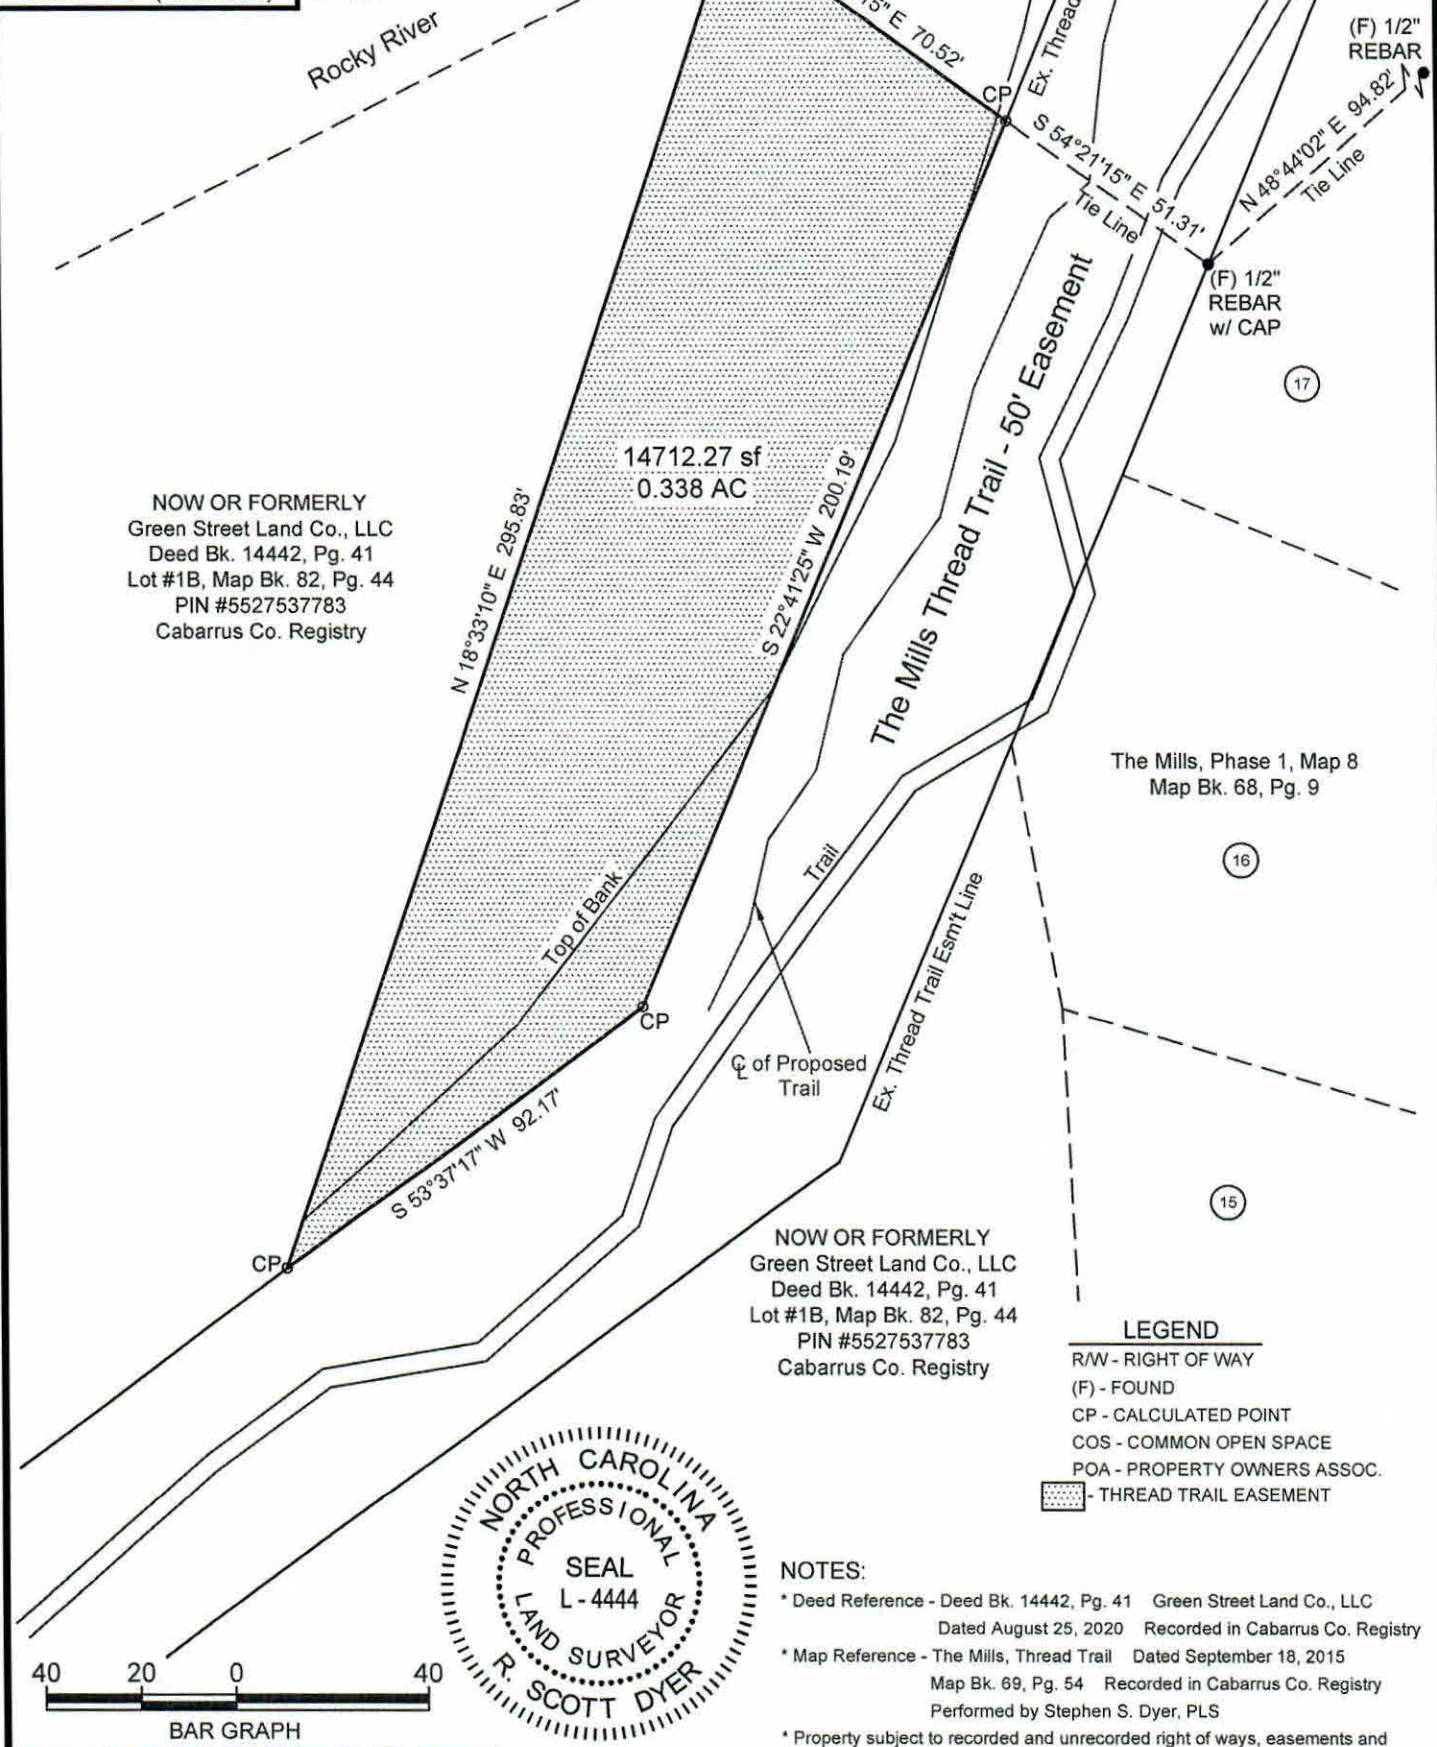 Rocky River
15" E 70.52'
Ex. Thread
(F) 1/2"
REBAR
CP
S 54°21'15" E 51.31'
Tie Line
N 48°44'02" E 94.82'
Tie Line
(F) 1/2"
REBAR
w/ CAP
17
The Mills Thread Trail - 50' Easement
14712.27 sf
0.338 AC
NOW OR FORMERLY
Green Street Land Co., LLC
Deed Bk. 14442, Pg. 41
Lot #1B, Map Bk. 82, Pg. 44
PIN #5527537783
Cabarrus Co. Registry
N 18°33'10" E 295.83'
S 22°41'25" W 200.19'
The Mills, Phase 1, Map 8
Map Bk. 68, Pg. 9
16
Trail
Top of Bank
Ex. Thread Trail Esm't Line
CP
℄ of Proposed
Trail
S 53°37'17" W 92.17'
15
CP
NOW OR FORMERLY
Green Street Land Co., LLC
Deed Bk. 14442, Pg. 41
Lot #1B, Map Bk. 82, Pg. 44
PIN #5527537783
Cabarrus Co. Registry
LEGEND
R/W - RIGHT OF WAY
(F) - FOUND
CP - CALCULATED POINT
COS - COMMON OPEN SPACE
POA - PROPERTY OWNERS ASSOC.
- THREAD TRAIL EASEMENT
NORTH CAROLINA
PROFESSIONAL
SEAL
L - 4444
LAND SURVEYOR
R. SCOTT DYER
NOTES:
* Deed Reference - Deed Bk. 14442, Pg. 41 Green Street Land Co., LLC
Dated August 25, 2020 Recorded in Cabarrus Co. Registry
* Map Reference - The Mills, Thread Trail Dated September 18, 2015
Map Bk. 69, Pg. 54 Recorded in Cabarrus Co. Registry
Performed by Stephen S. Dyer, PLS
* Property subject to recorded and unrecorded right of ways, easements and
40 20 0 40
BAR GRAPH